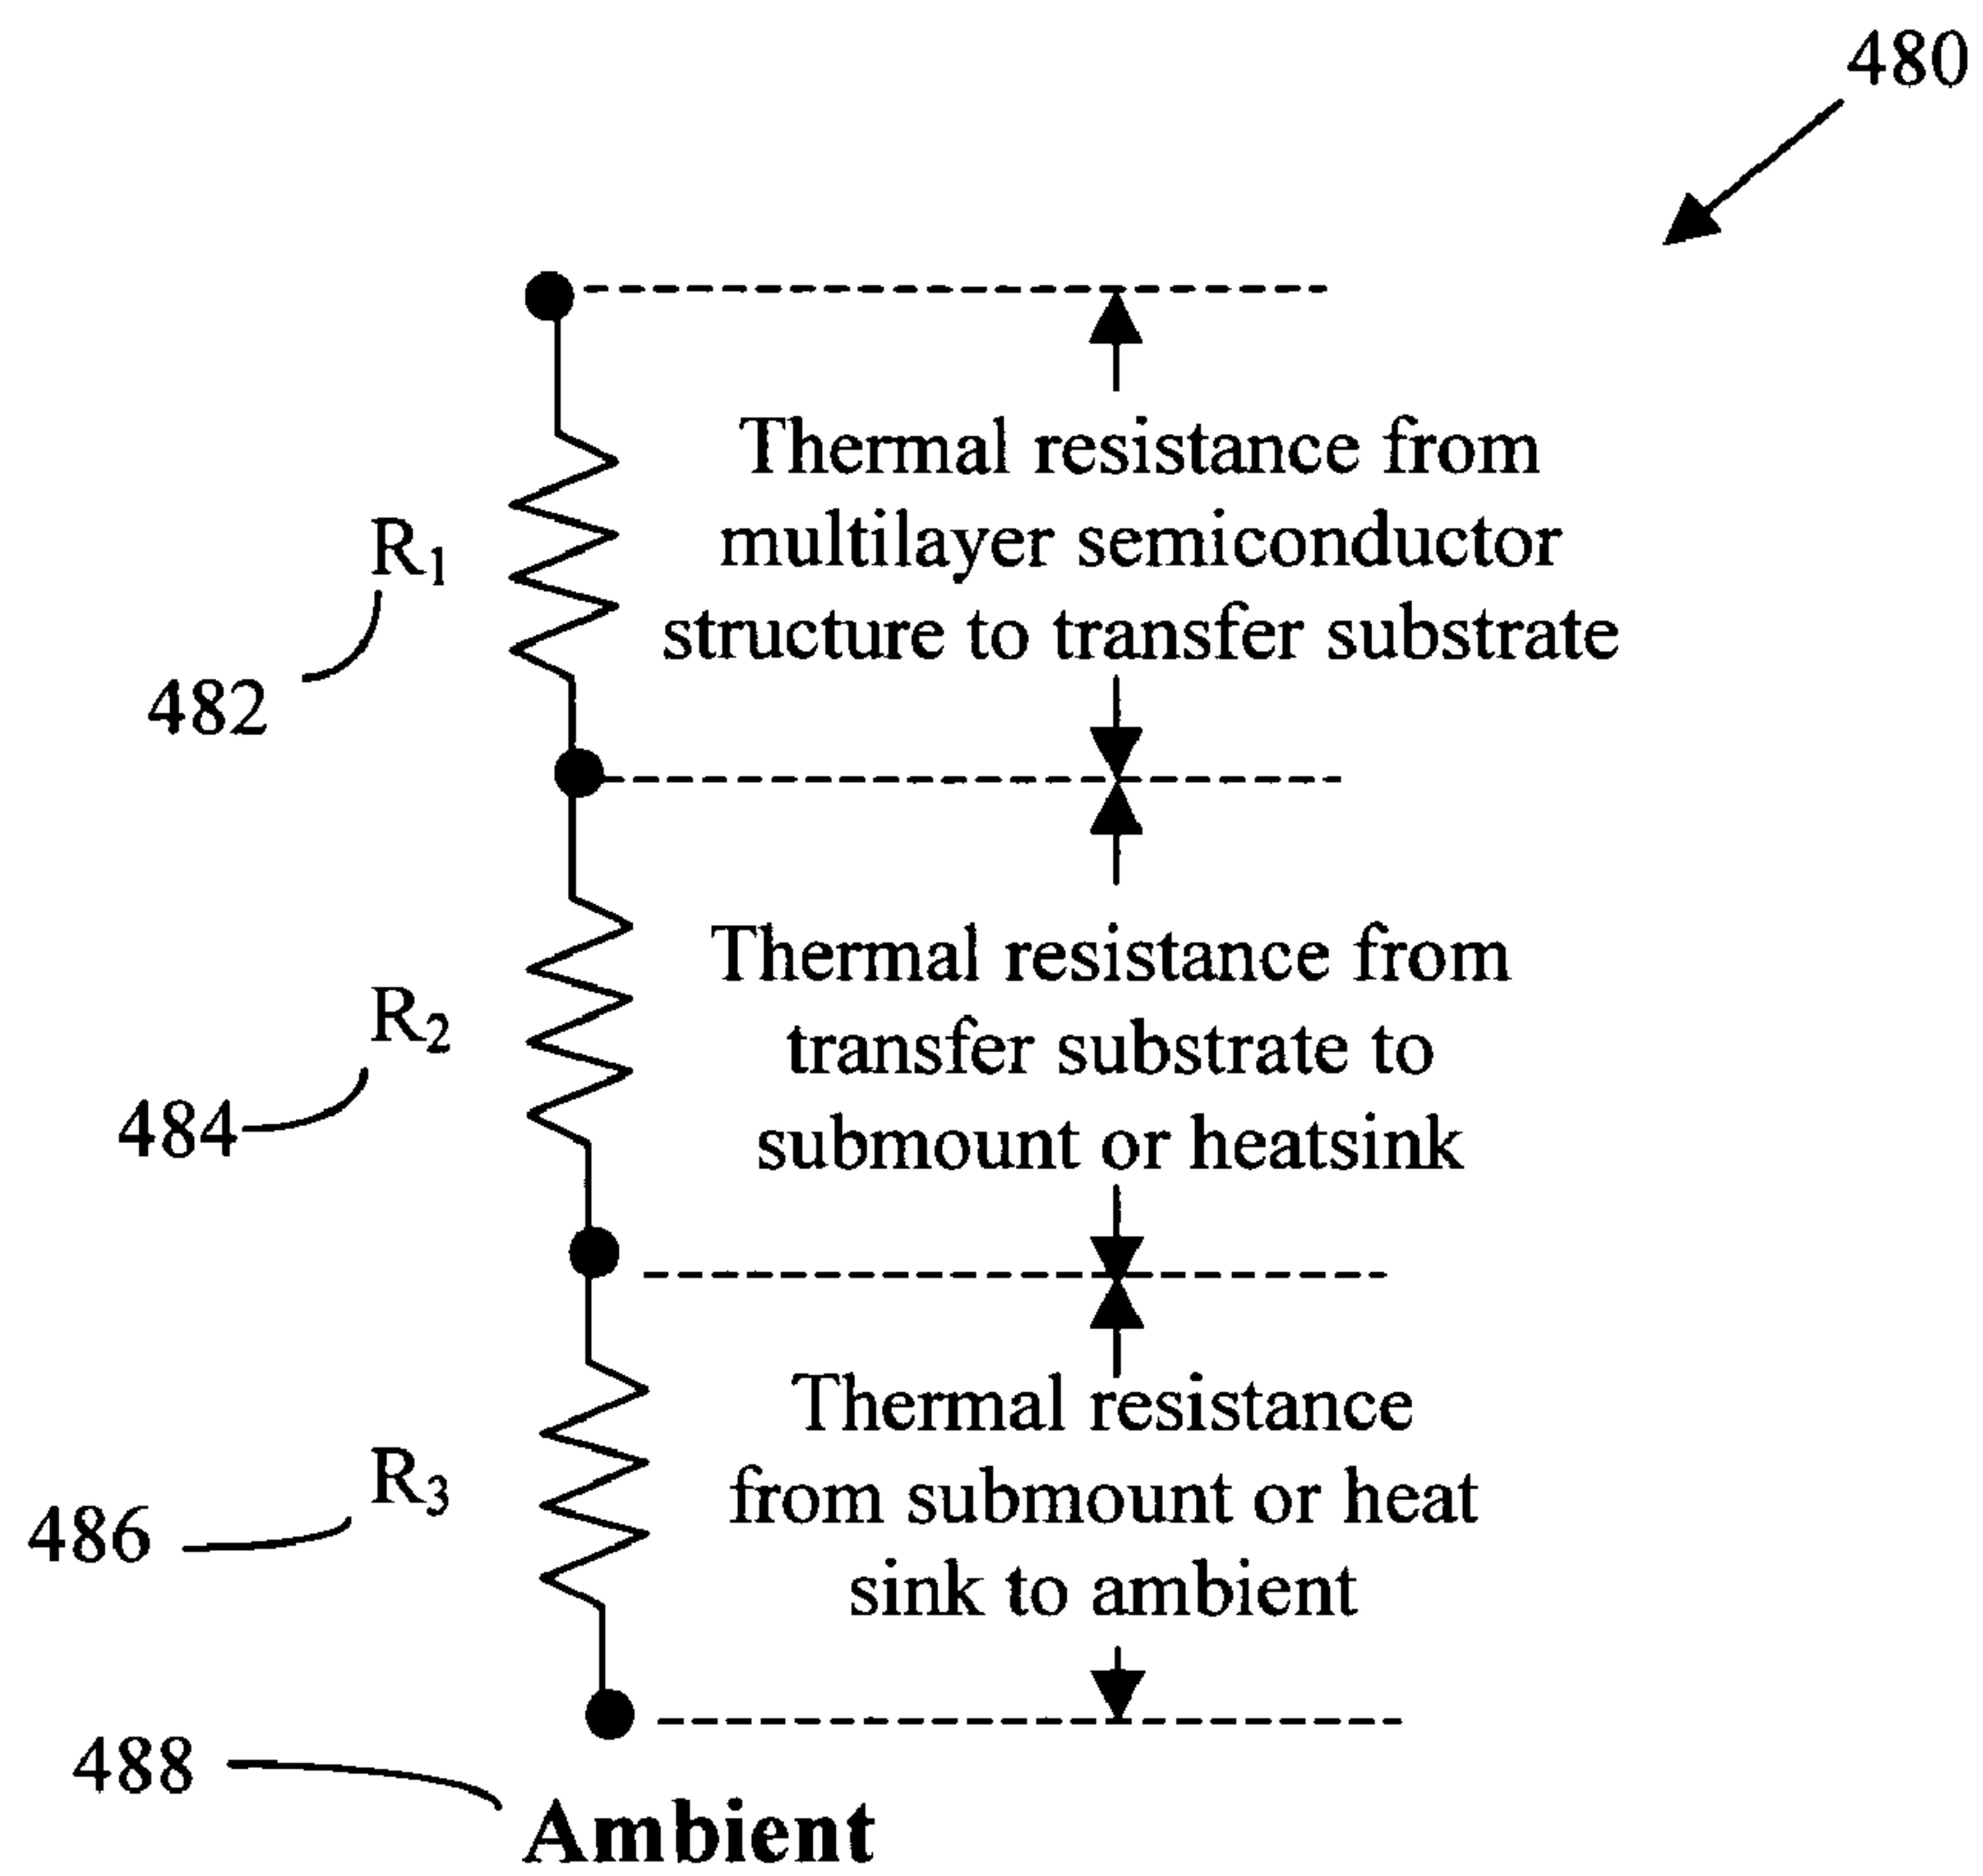 480
Thermal resistance from
multilayer semiconductor
structure to transfer substrate
R1
482
Thermal resistance from
transfer substrate to
submount or heatsink
R2
484
Thermal resistance
from submount or heat
sink to ambient
R3
486
488
Ambient